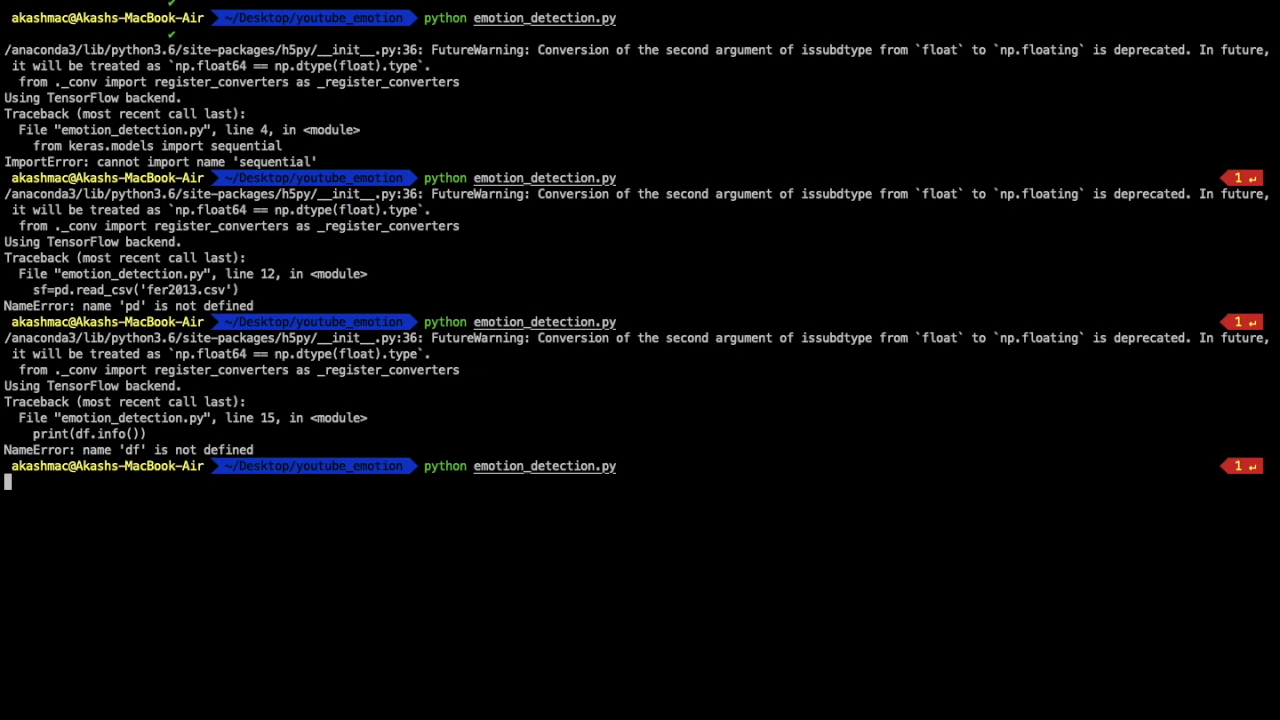 akashmac@Akashs-MacBook-Air ~/Desktop/youtube_emotion python emotion_detection.py
/anaconda3/lib/python3.6/site-packages/h5py/__init__.py:36: FutureWarning: Conversion of the second argument of issubdtype from `float` to `np.floating` is deprecated. In future,
it will be treated as `np.float64 == np.dtype(float).type`.
from ._conv import register_converters as _register_converters
Using TensorFlow backend.
Traceback (most recent call last):
File "emotion_detection.py", line 4, in <module>
from keras.models import sequential
ImportError: cannot import name 'sequential'
akashmac@Akashs-MacBook-Air ~/Desktop/youtube_emotion python emotion_detection.py 1 ↵
/anaconda3/lib/python3.6/site-packages/h5py/__init__.py:36: FutureWarning: Conversion of the second argument of issubdtype from `float` to `np.floating` is deprecated. In future,
it will be treated as `np.float64 == np.dtype(float).type`.
from ._conv import register_converters as _register_converters
Using TensorFlow backend.
Traceback (most recent call last):
File "emotion_detection.py", line 12, in <module>
sf=pd.read_csv('fer2013.csv')
NameError: name 'pd' is not defined
akashmac@Akashs-MacBook-Air ~/Desktop/youtube_emotion python emotion_detection.py 1 ↵
/anaconda3/lib/python3.6/site-packages/h5py/__init__.py:36: FutureWarning: Conversion of the second argument of issubdtype from `float` to `np.floating` is deprecated. In future,
it will be treated as `np.float64 == np.dtype(float).type`.
from ._conv import register_converters as _register_converters
Using TensorFlow backend.
Traceback (most recent call last):
File "emotion_detection.py", line 15, in <module>
print(df.info())
NameError: name 'df' is not defined
akashmac@Akashs-MacBook-Air ~/Desktop/youtube_emotion python emotion_detection.py 1 ↵